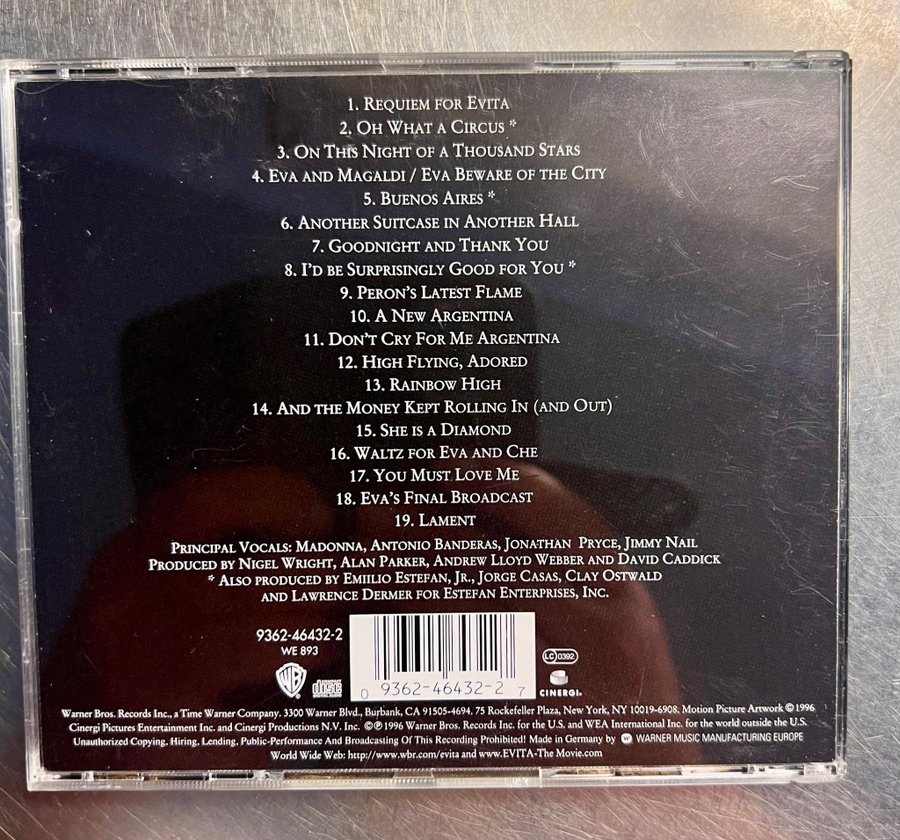 1. Requiem for Evita
2. Oh What a Circus *
3. On This Night of a Thousand Stars
4. Eva and Magaldi / Eva Beware of the City
5. Buenos Aires *
6. Another Suitcase in Another Hall
7. Goodnight and Thank You
8. I'd be Surprisingly Good for You *
9. Peron's Latest Flame
10. A New Argentina
11. Don't Cry For Me Argentina
12. High Flying, Adored
13. Rainbow High
14. And the Money Kept Rolling In (and Out)
15. She is a Diamond
16. Waltz for Eva and Che
17. You Must Love Me
18. Eva's Final Broadcast
19. Lament
Principal Vocals: Madonna, Antonio Banderas, Jonathan Pryce, Jimmy Nail
Produced by Nigel Wright, Alan Parker, Andrew Lloyd Webber and David Caddick
* Also produced by Emiilio Estefan, Jr., Jorge Casas, Clay Ostwald
and Lawrence Dermer for Estefan Enterprises, Inc.
9362-46432-2
WE 893
WB
COMPACT
disc
DIGITAL AUDIO
0 9362-46432-2 7
LC 0392
CINERGI.
Warner Bros. Records Inc., a Time Warner Company. 3300 Warner Blvd., Burbank, CA 91505-4694. 75 Rockefeller Plaza, New York, NY 10019-6908. Motion Picture Artwork ©1996
Cinergi Pictures Entertainment Inc. and Cinergi Productions N.V. Inc. ©℗ 1996 Warner Bros. Records Inc. for the U.S. and WEA International Inc. for the world outside the U.S.
Unauthorized Copying, Hiring, Lending, Public-Performance And Broadcasting Of This Recording Prohibited! Made in Germany by WARNER MUSIC MANUFACTURING EUROPE
World Wide Web: http://www.wbr.com/evita and www.EVITA-The Movie.com